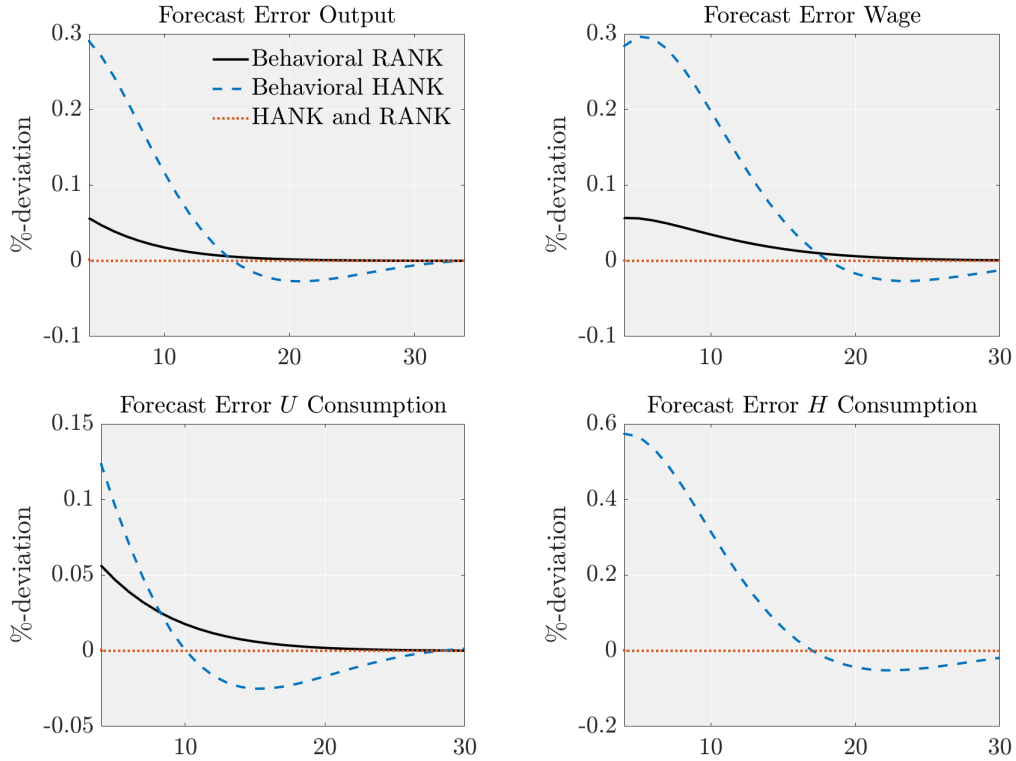 Forecast Error Output
%-deviation
0.3
0.2
0.1
0
-0.1
10
20
30
Behavioral RANK
Behavioral HANK
HANK and RANK
Forecast Error Wage
%-deviation
0.3
0.2
0.1
0
-0.1
10
20
30
Forecast Error U Consumption
%-deviation
0.15
0.1
0.05
0
-0.05
10
20
30
Forecast Error H Consumption
%-deviation
0.6
0.4
0.2
0
-0.2
10
20
30